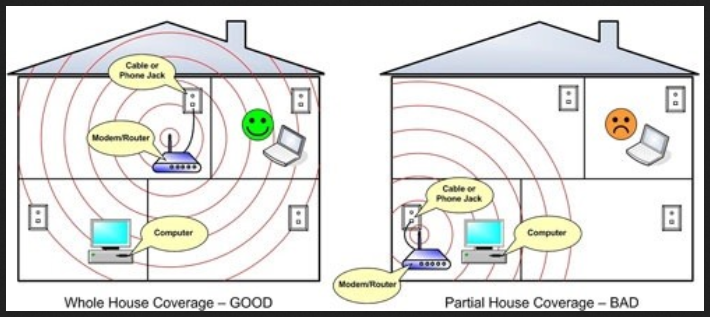 Cable or
Phone Jack
Modem/Router
Computer
Whole House Coverage – GOOD
Cable or
Phone Jack
Computer
Modem/Router
Partial House Coverage – BAD